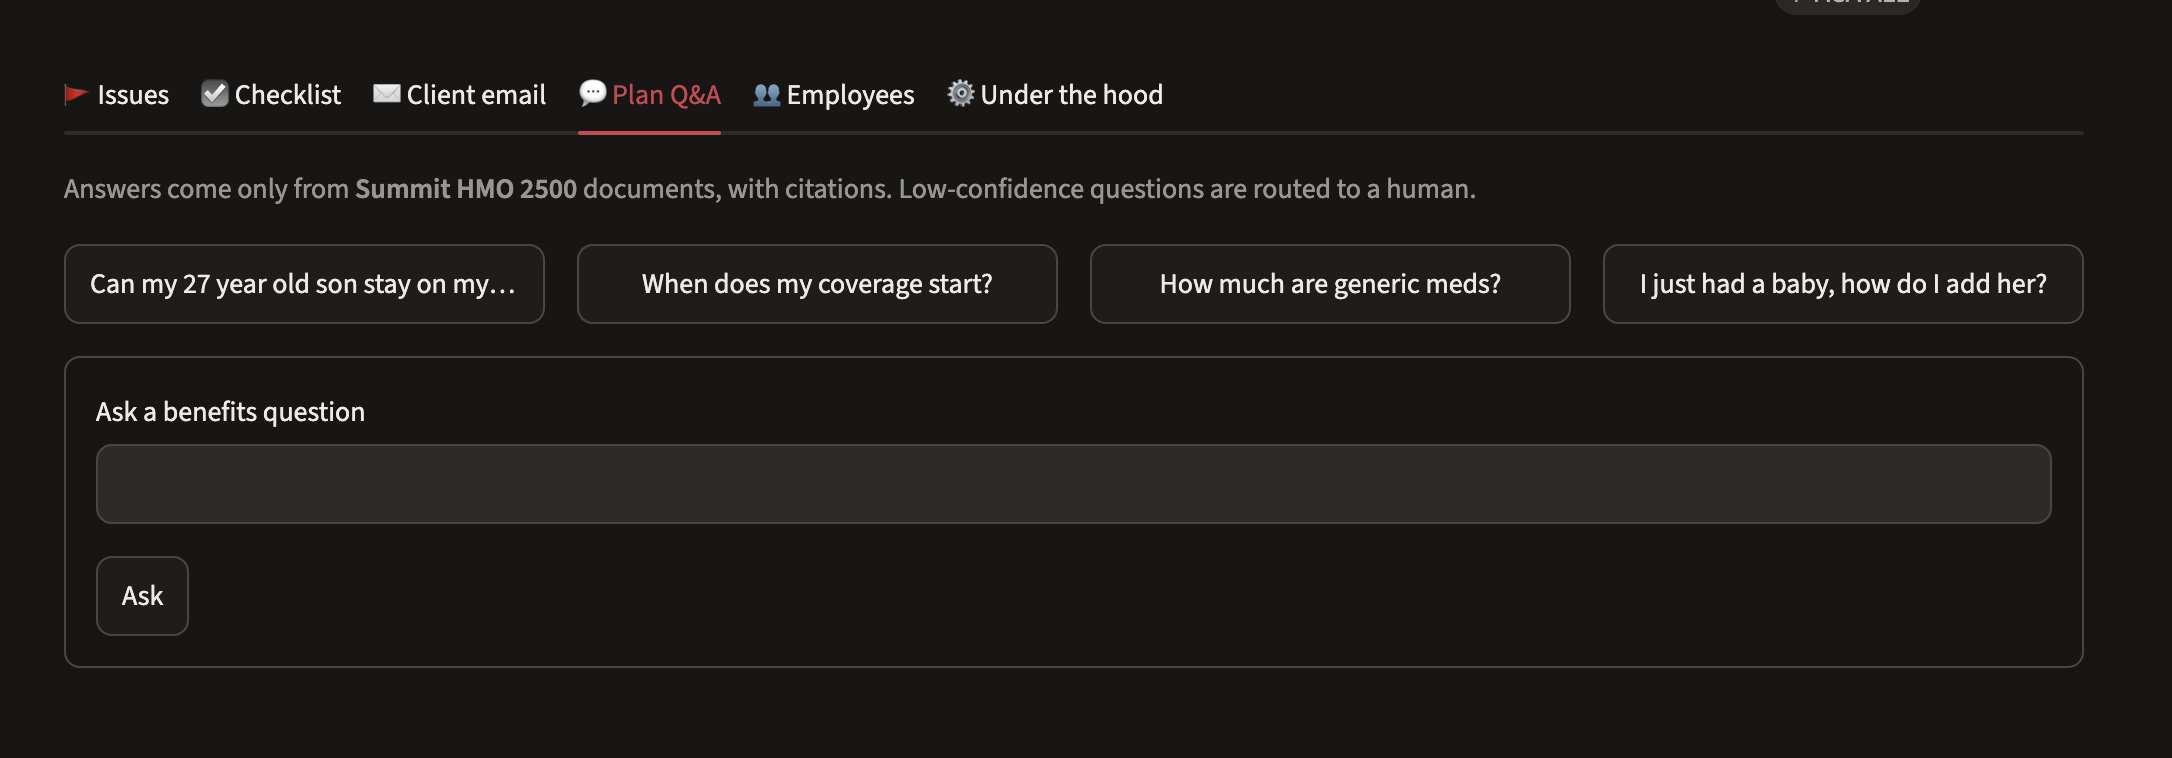 Issues
Checklist
Client email
Plan Q&A
Employees
Under the hood
Answers come only from Summit HMO 2500 documents, with citations. Low-confidence questions are routed to a human.
Can my 27 year old son stay on my…
When does my coverage start?
How much are generic meds?
I just had a baby, how do I add her?
Ask a benefits question
Ask